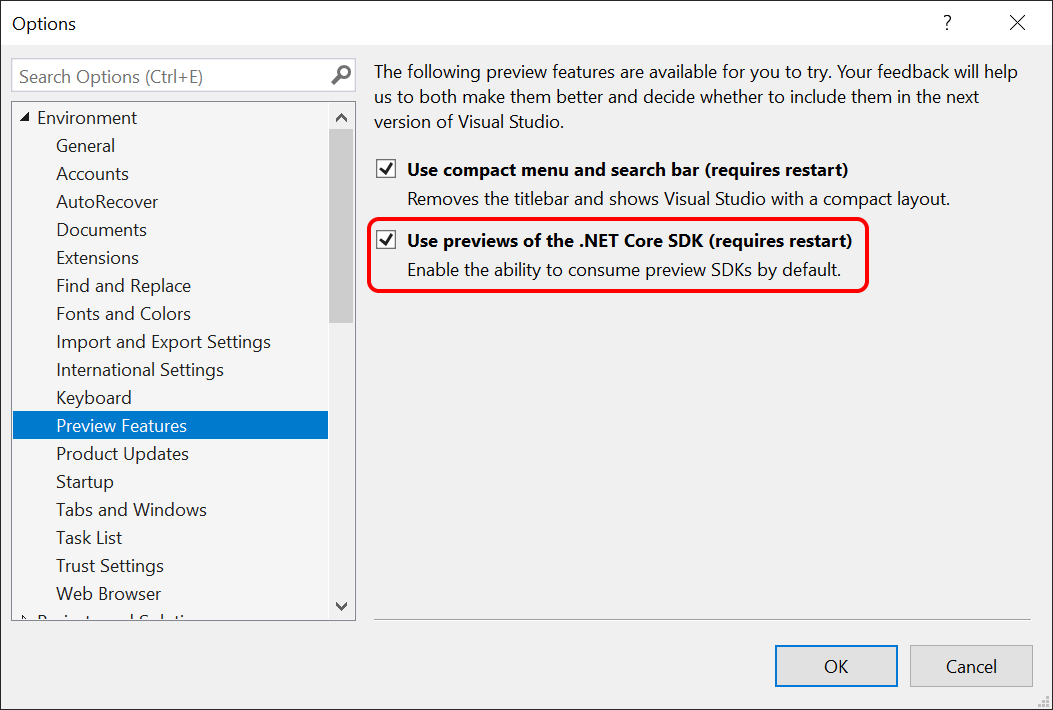 Options
?
Search Options (Ctrl+E)
Environment
General
Accounts
AutoRecover
Documents
Extensions
Find and Replace
Fonts and Colors
Import and Export Settings
International Settings
Keyboard
Preview Features
Product Updates
Startup
Tabs and Windows
Task List
Trust Settings
Web Browser
The following preview features are available for you to try. Your feedback will help
us to both make them better and decide whether to include them in the next
version of Visual Studio.
Use compact menu and search bar (requires restart)
Removes the titlebar and shows Visual Studio with a compact layout.
Use previews of the .NET Core SDK (requires restart)
Enable the ability to consume preview SDKs by default.
OK
Cancel